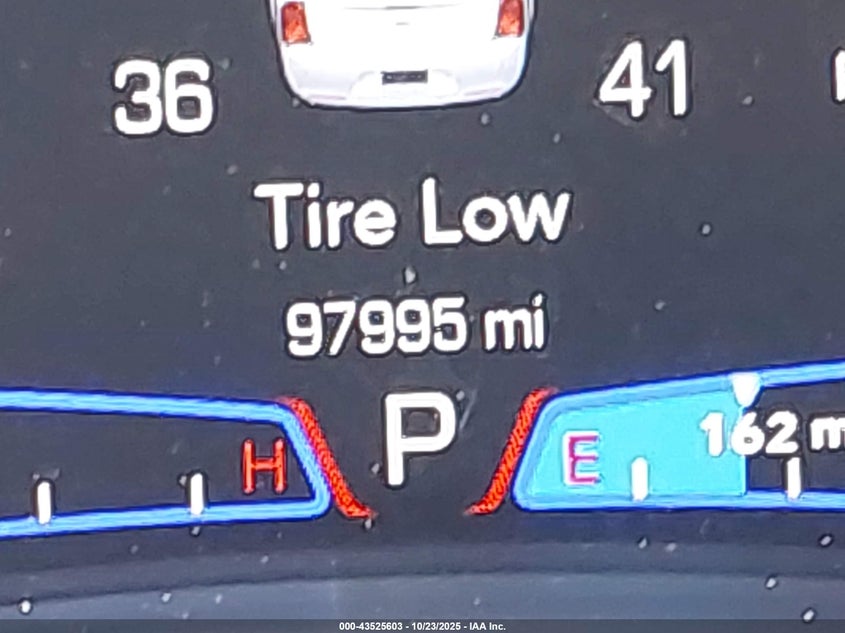 36 41
Tire Low
97995 mi
P
H E 162 m
000-43525603 - 10/23/2025 - IAA Inc.